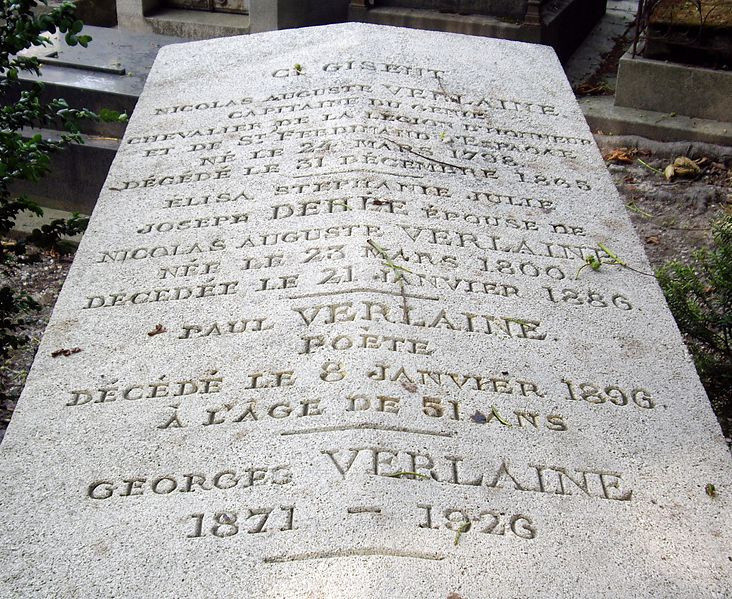 CI GISENT
NICOLAS AUGUSTE VERLAINE
CAPITAINE DU GÉNIE
CHEVALIER DE LA LÉGION D'HONNEUR
ET DE ST FERDINAND D'ESPAGNE
NÉ LE 24 MARS 1798
DÉCÉDÉ LE 31 DÉCEMBRE 1865
ÉLISA STÉPHANIE JULIE
JOSEPH DEHÉE ÉPOUSE DE
NICOLAS AUGUSTE VERLAINE
NÉE LE 23 MARS 1809
DÉCÉDÉE LE 21 JANVIER 1886.
PAUL VERLAINE.
POÈTE
DÉCÉDÉ LE 8 JANVIER 1896.
À L'ÂGE DE 51 ANS
GEORGES VERLAINE
1871 - 1926